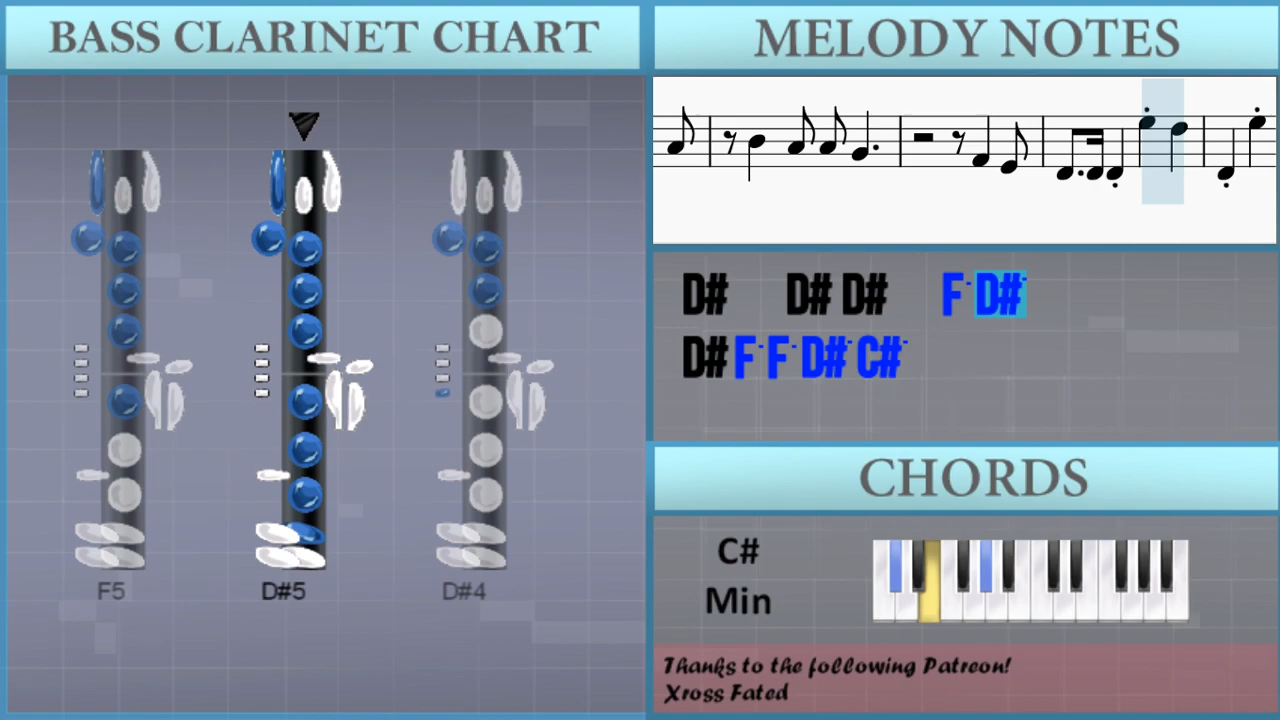 BASS CLARINET CHART
F5 D#5 D#4
MELODY NOTES
D# D# D# F- D#-
D# F- F- D#- C#-
CHORDS
C#
Min
Thanks to the following Patreon!
Xross Fated